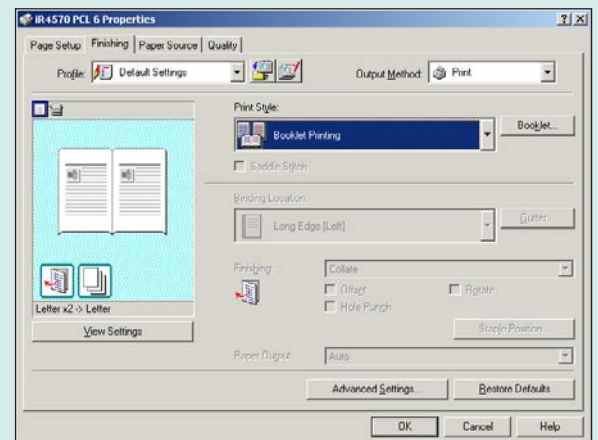 iR4570 PCL 6 Properties
Page Setup Finishing Paper Source Quality
Profile: Default Settings Output Method: Print
Print Style:
Booklet Printing Booklet...
Saddle Stitch
Binding Location:
Long Edge [Left] Gutter...
Finishing: Collate
Offset Rotate
Hole Punch
Letter x2 -> Letter
Staple Position...
View Settings
Paper Output: Auto
Advanced Settings... Restore Defaults
OK Cancel Help